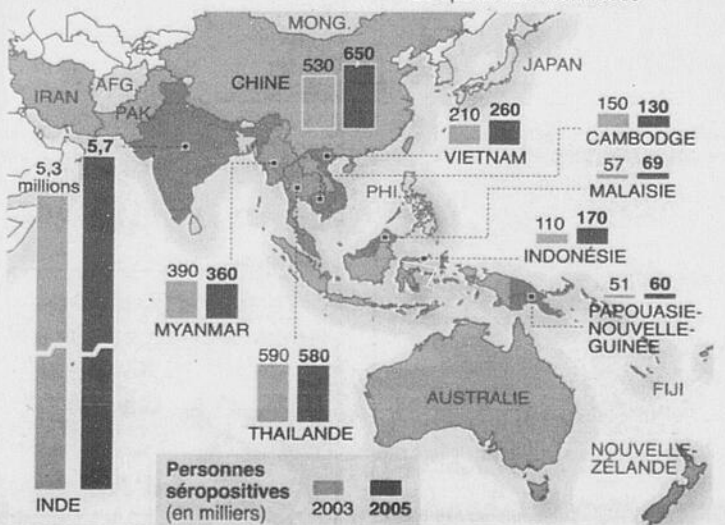 MONG.
530
650
CHINE
JAPAN
IRAN
AFG.
PAK.
5,3
millions
5,7
INDE
210
260
VIETNAM
150
130
CAMBODGE
57
69
MALAISIE
PHI.
110
170
INDONÉSIE
390
360
MYANMAR
51
60
PAPOUASIE-
NOUVELLE-
GUINÉE
590
580
THAILANDE
AUSTRALIE
FIJI
NOUVELLE-
ZÉLANDE
Personnes
séropositives
(en milliers)
2003
2005